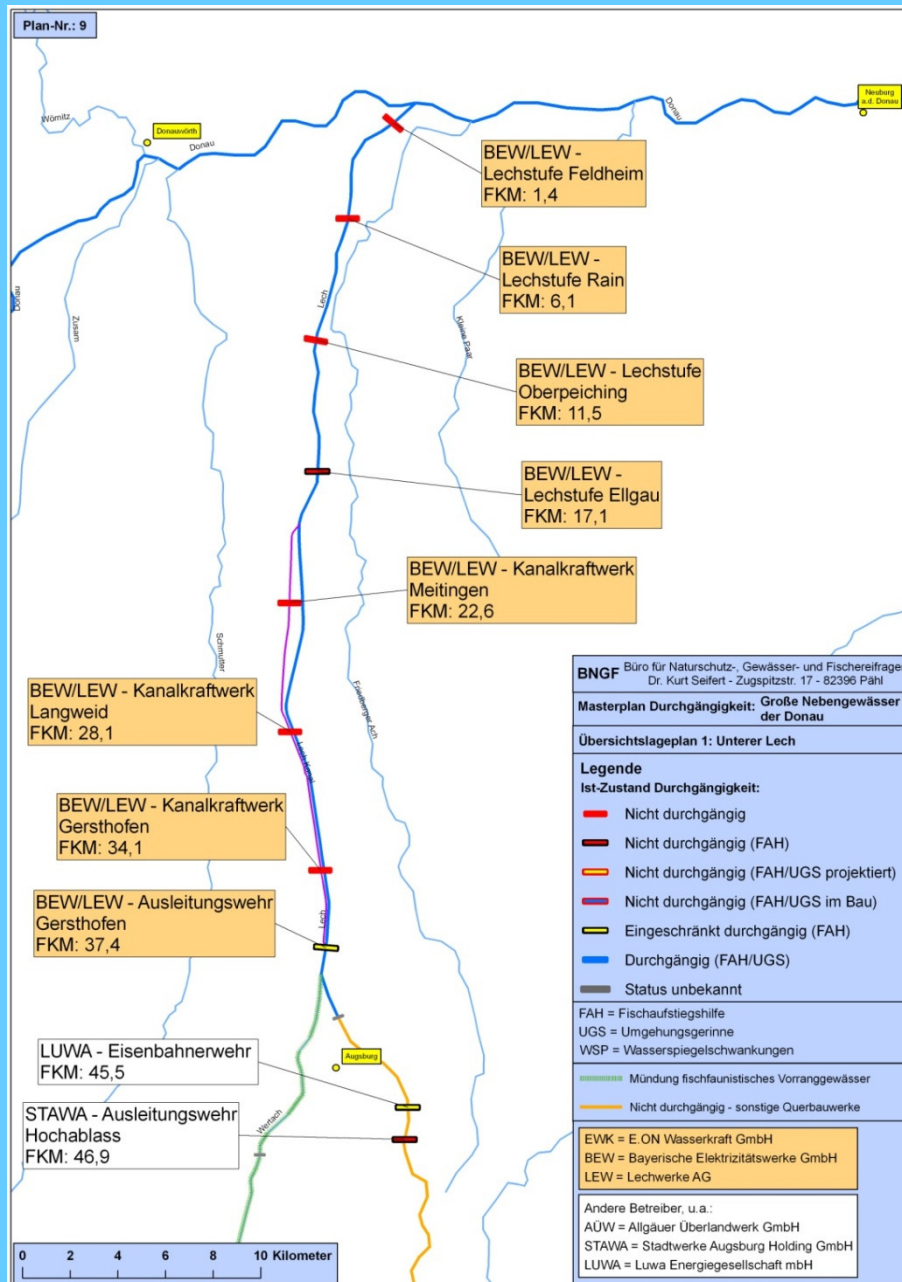 Plan-Nr.: 9
Wörnitz
Donauwörth
Donau
Donau
Neuburg
a.d. Donau
BEW/LEW -
Lechstufe Feldheim
FKM: 1,4
BEW/LEW -
Lechstufe Rain
FKM: 6,1
Donau
Zusam
Lech
Kleine Paar
BEW/LEW - Lechstufe
Oberpeiching
FKM: 11,5
BEW/LEW -
Lechstufe Ellgau
FKM: 17,1
BEW/LEW - Kanalkraftwerk
Meitingen
FKM: 22,6
Schmutter
Friedberger Ach
BEW/LEW - Kanalkraftwerk
Langweid
FKM: 28,1
Lech Kanal
BEW/LEW - Kanalkraftwerk
Gersthofen
FKM: 34,1
BEW/LEW - Ausleitungswehr
Gersthofen
FKM: 37,4
Lech
LUWA - Eisenbahnerwehr
FKM: 45,5
Augsburg
STAWA - Ausleitungswehr
Hochablass
FKM: 46,9
Wertach
0 2 4 6 8 10 Kilometer
BNGF Büro für Naturschutz-, Gewässer- und Fischereifragen
Dr. Kurt Seifert - Zugspitzstr. 17 - 82396 Pähl
Masterplan Durchgängigkeit: Große Nebengewässer
der Donau
Übersichtslageplan 1: Unterer Lech
Legende
Ist-Zustand Durchgängigkeit:
Nicht durchgängig
Nicht durchgängig (FAH)
Nicht durchgängig (FAH/UGS projektiert)
Nicht durchgängig (FAH/UGS im Bau)
Eingeschränkt durchgängig (FAH)
Durchgängig (FAH/UGS)
Status unbekannt
FAH = Fischaufstiegshilfe
UGS = Umgehungsgerinne
WSP = Wasserspiegelschwankungen
Mündung fischfaunistisches Vorranggewässer
Nicht durchgängig - sonstige Querbauwerke
EWK = E.ON Wasserkraft GmbH
BEW = Bayerische Elektrizitätswerke GmbH
LEW = Lechwerke AG
Andere Betreiber, u.a.:
AÜW = Allgäuer Überlandwerk GmbH
STAWA = Stadtwerke Augsburg Holding GmbH
LUWA = Luwa Energiegesellschaft mbH